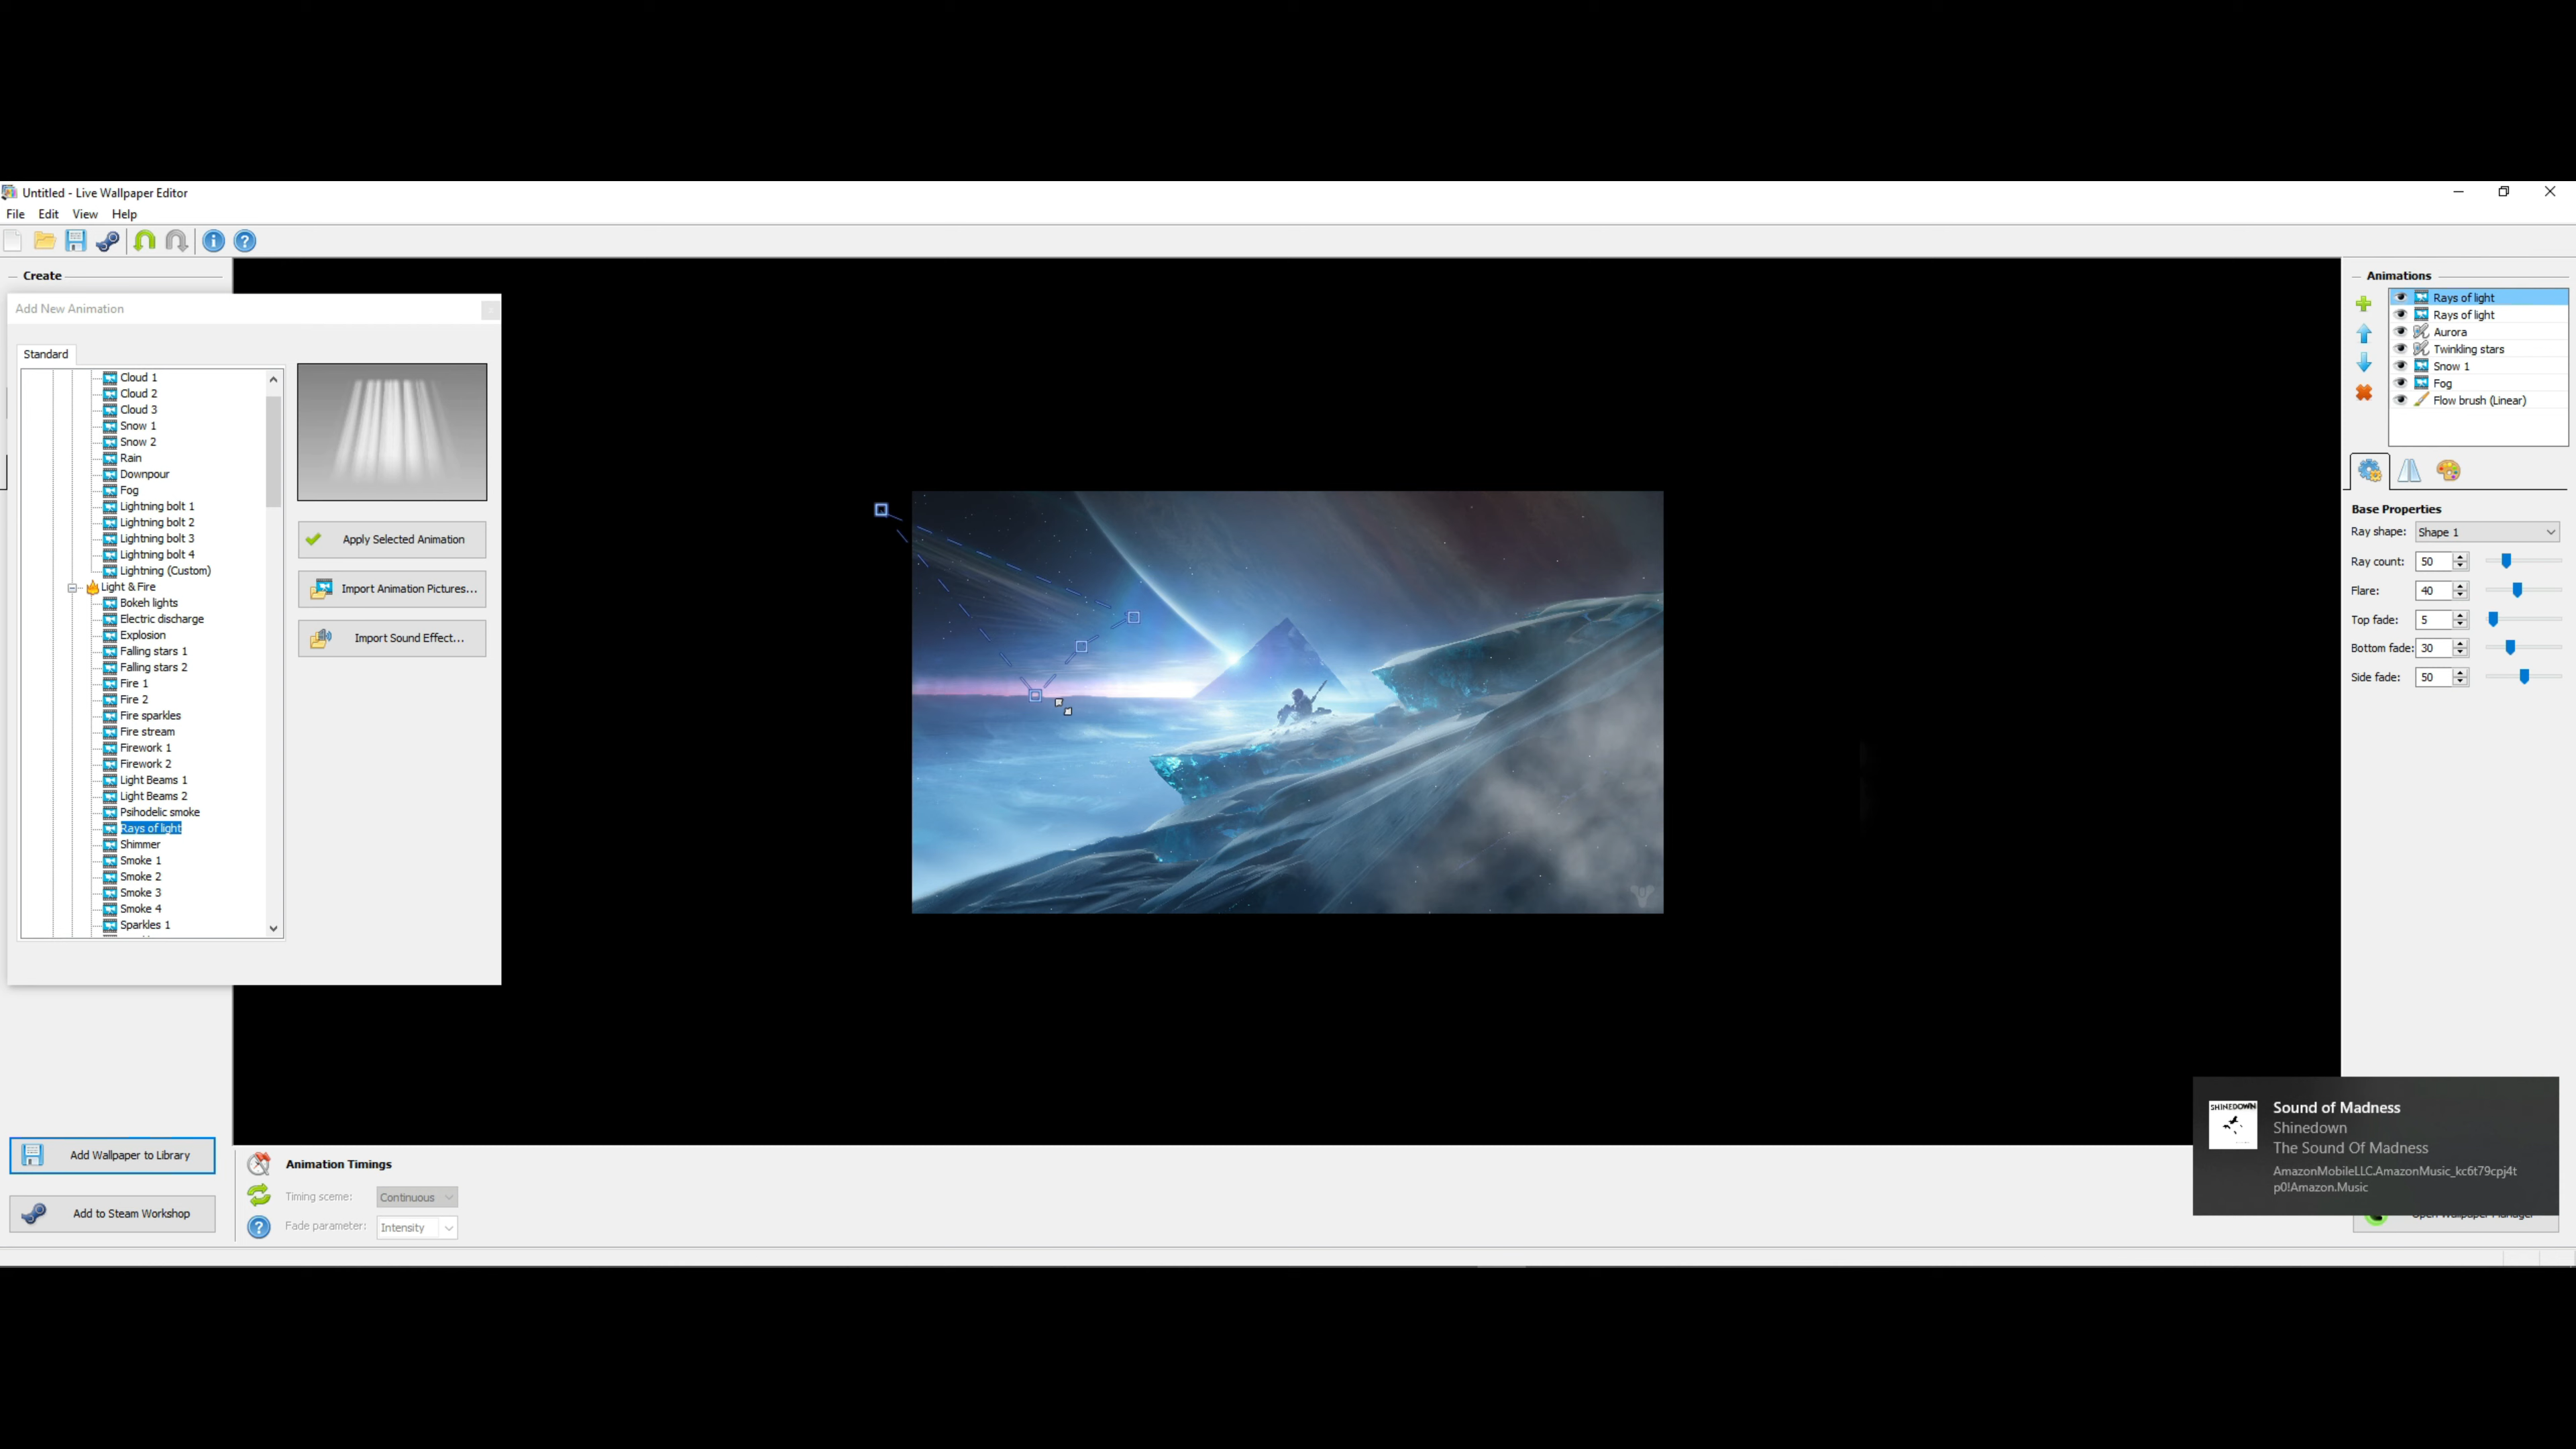 Untitled - Live Wallpaper Editor
File Edit View Help
Create
Add New Animation
Standard
Cloud 1
Cloud 2
Cloud 3
Snow 1
Snow 2
Rain
Downpour
Fog
Lightning bolt 1
Lightning bolt 2
Lightning bolt 3
Lightning bolt 4
Lightning (Custom)
Light & Fire
Bokeh lights
Electric discharge
Explosion
Falling stars 1
Falling stars 2
Fire 1
Fire 2
Fire sparkles
Fire stream
Firework 1
Firework 2
Light Beams 1
Light Beams 2
Psihodelic smoke
Rays of light
Shimmer
Smoke 1
Smoke 2
Smoke 3
Smoke 4
Sparkles 1
Apply Selected Animation
Import Animation Pictures...
Import Sound Effect...
Add Wallpaper to Library
Add to Steam Workshop
Animation Timings
Timing sceme: Continuous
Fade parameter: Intensity
Animations
Rays of light
Rays of light
Aurora
Twinkling stars
Snow 1
Fog
Flow brush (Linear)
Base Properties
Ray shape: Shape 1
Ray count: 50
Flare: 40
Top fade: 5
Bottom fade: 30
Side fade: 50
SHINEDOWN
Sound of Madness
Shinedown
The Sound Of Madness
AmazonMobileLLC.AmazonMusic_kc6t79cpj4t
p0!Amazon.Music
Open Wallpaper Manager